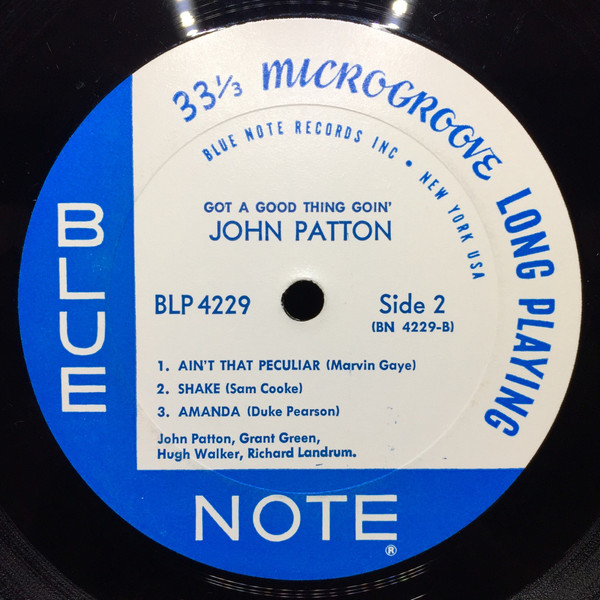 33⅓ MICROGROOVE LONG PLAYING
BLUE NOTE RECORDS INC • NEW YORK USA
GOT A GOOD THING GOIN'
JOHN PATTON
BLP 4229
Side 2
(BN 4229-B)
1. AIN'T THAT PECULIAR (Marvin Gaye)
2. SHAKE (Sam Cooke)
3. AMANDA (Duke Pearson)
John Patton, Grant Green,
Hugh Walker, Richard Landrum.
BLUE
NOTE®